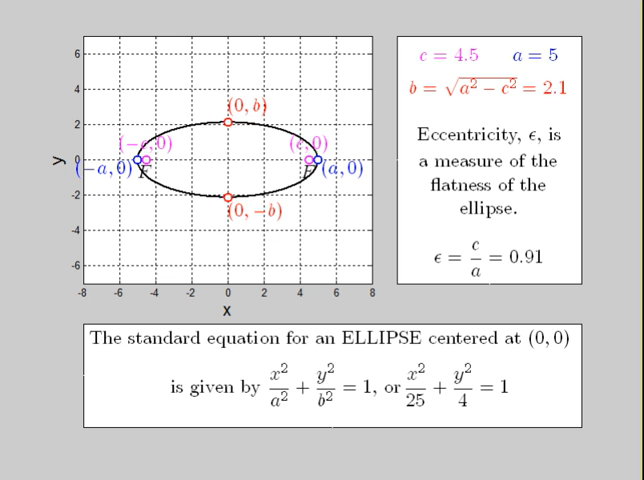 c = 4.5 a = 5
b = √(a² − c²) = 2.1
Eccentricity, ϵ, is
a measure of the
flatness of the
ellipse.
ϵ = c/a = 0.91
6
4
2
0
-2
-4
-6
y
-8 -6 -4 -2 0 2 4 6 8
x
(0, b)
(−c, 0) (c, 0)
(−a, 0) F F (a, 0)
(0, −b)
The standard equation for an ELLIPSE centered at (0, 0)
is given by x²/a² + y²/b² = 1, or x²/25 + y²/4 = 1